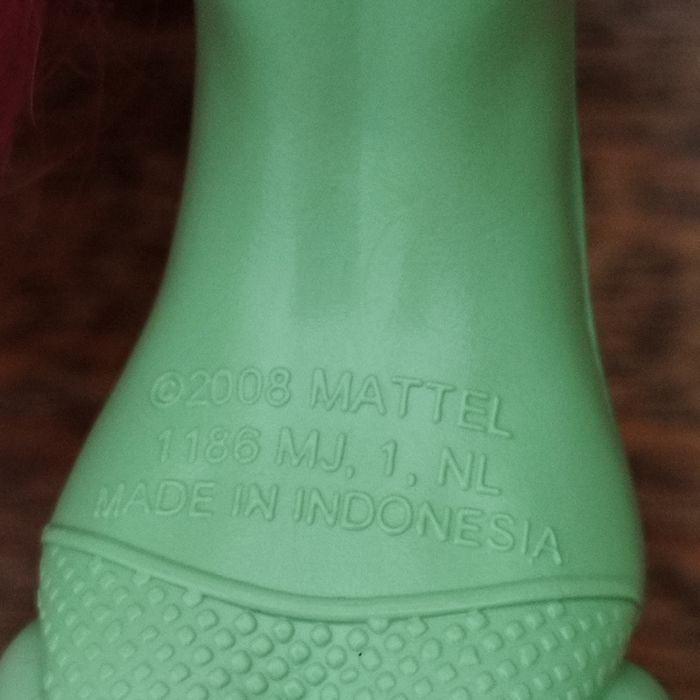 ©2008 MATTEL
1186 MJ, 1, NL
MADE IN INDONESIA